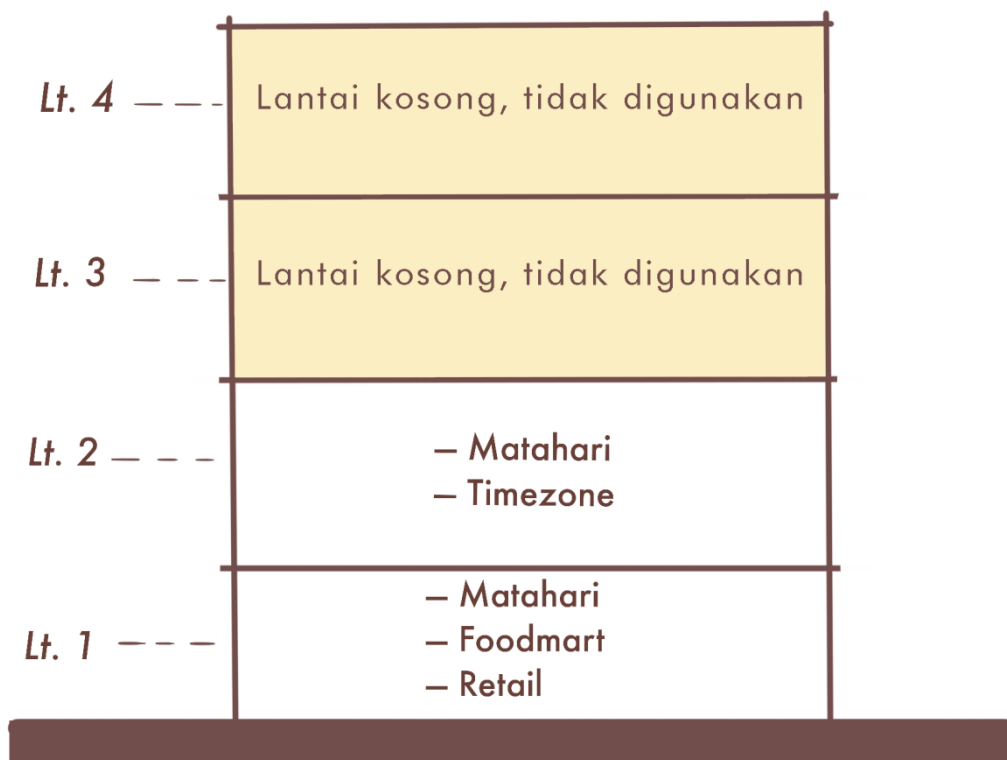 Lt. 4
Lantai kosong, tidak digunakan
Lt. 3
Lantai kosong, tidak digunakan
Lt. 2
– Matahari
– Timezone
Lt. 1
– Matahari
– Foodmart
– Retail